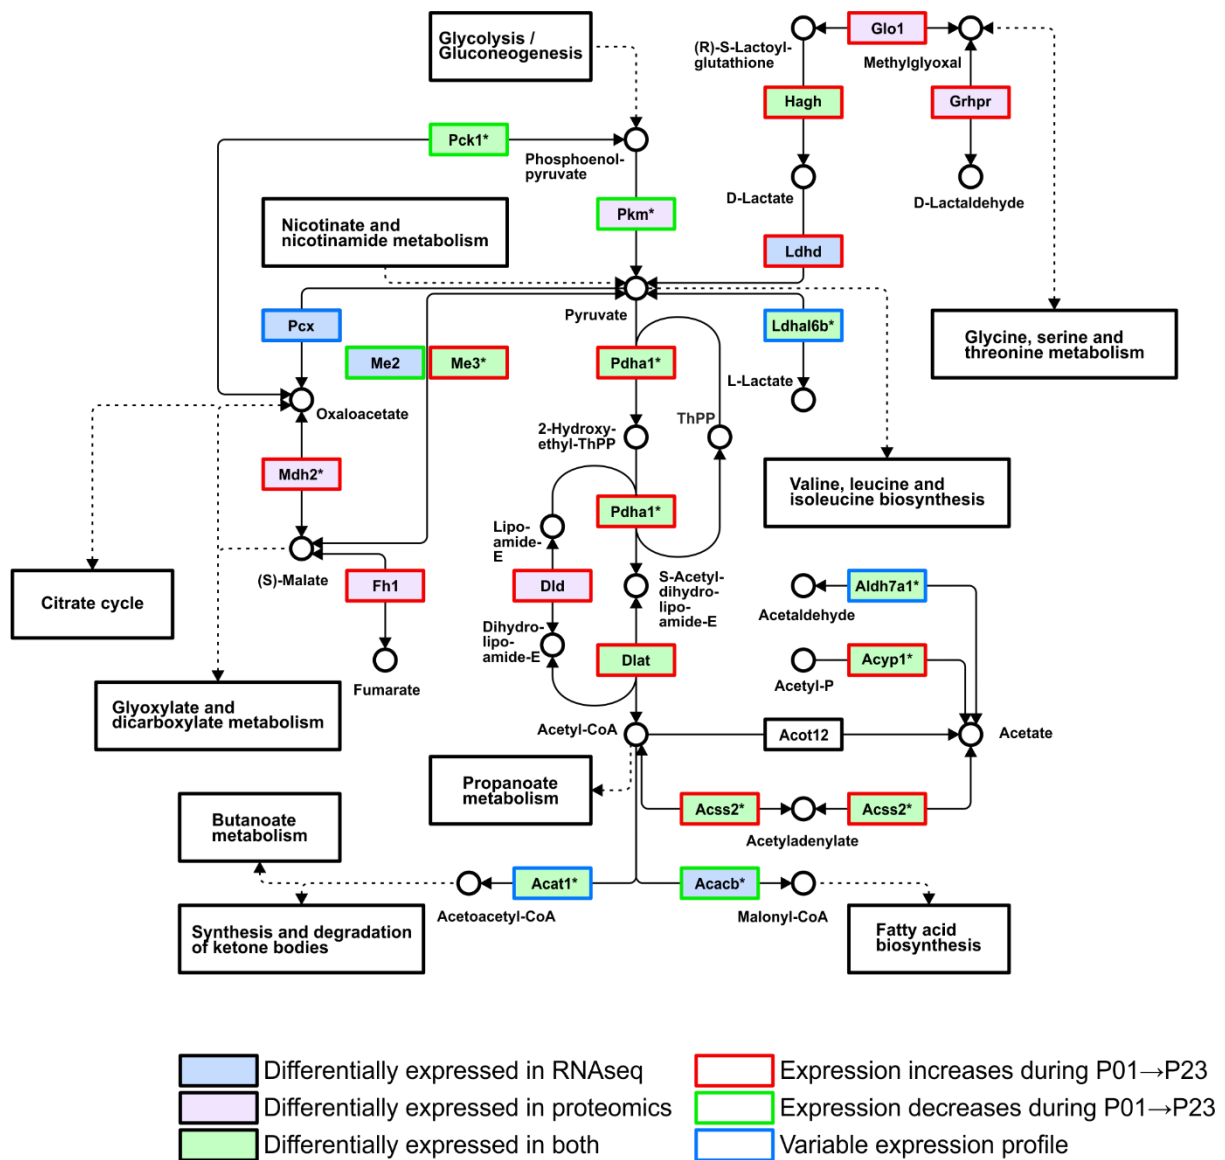 Glycolysis /
Gluconeogenesis
(R)-S-Lactoyl-
glutathione
Glo1
Methylglyoxal
Hagh
Grhpr
Pck1*
Phosphoenol-
pyruvate
D-Lactate
D-Lactaldehyde
Nicotinate and
nicotinamide metabolism
Pkm*
Ldhd
Pyruvate
Pcx
Ldhal6b*
Glycine, serine and
threonine metabolism
Me2
Me3*
Pdha1*
L-Lactate
Oxaloacetate
2-Hydroxy-
ethyl-ThPP
ThPP
Mdh2*
Valine, leucine and
isoleucine biosynthesis
Pdha1*
Lipo-
amide-
E
(S)-Malate
Citrate cycle
Fh1
Dld
S-Acetyl-
dihydro-
lipo-
amide-E
Aldh7a1*
Acetaldehyde
Dihydro-
lipo-
amide-E
Dlat
Acyp1*
Acetyl-P
Fumarate
Glyoxylate and
dicarboxylate metabolism
Acetyl-CoA
Acot12
Acetate
Propanoate
metabolism
Acss2*
Acss2*
Acetyladenylate
Butanoate
metabolism
Acat1*
Acacb*
Acetoacetyl-CoA
Malonyl-CoA
Synthesis and degradation
of ketone bodies
Fatty acid
biosynthesis
Differentially expressed in RNAseq
Differentially expressed in proteomics
Differentially expressed in both
Expression increases during P01→P23
Expression decreases during P01→P23
Variable expression profile